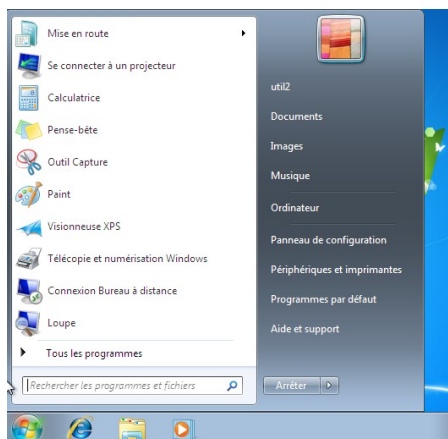 Mise en route
Se connecter à un projecteur
Calculatrice
Pense-bête
Outil Capture
Paint
Visionneuse XPS
Télécopie et numérisation Windows
Connexion Bureau à distance
Loupe
Tous les programmes
Rechercher les programmes et fichiers
util2
Documents
Images
Musique
Ordinateur
Panneau de configuration
Périphériques et imprimantes
Programmes par défaut
Aide et support
Arrêter